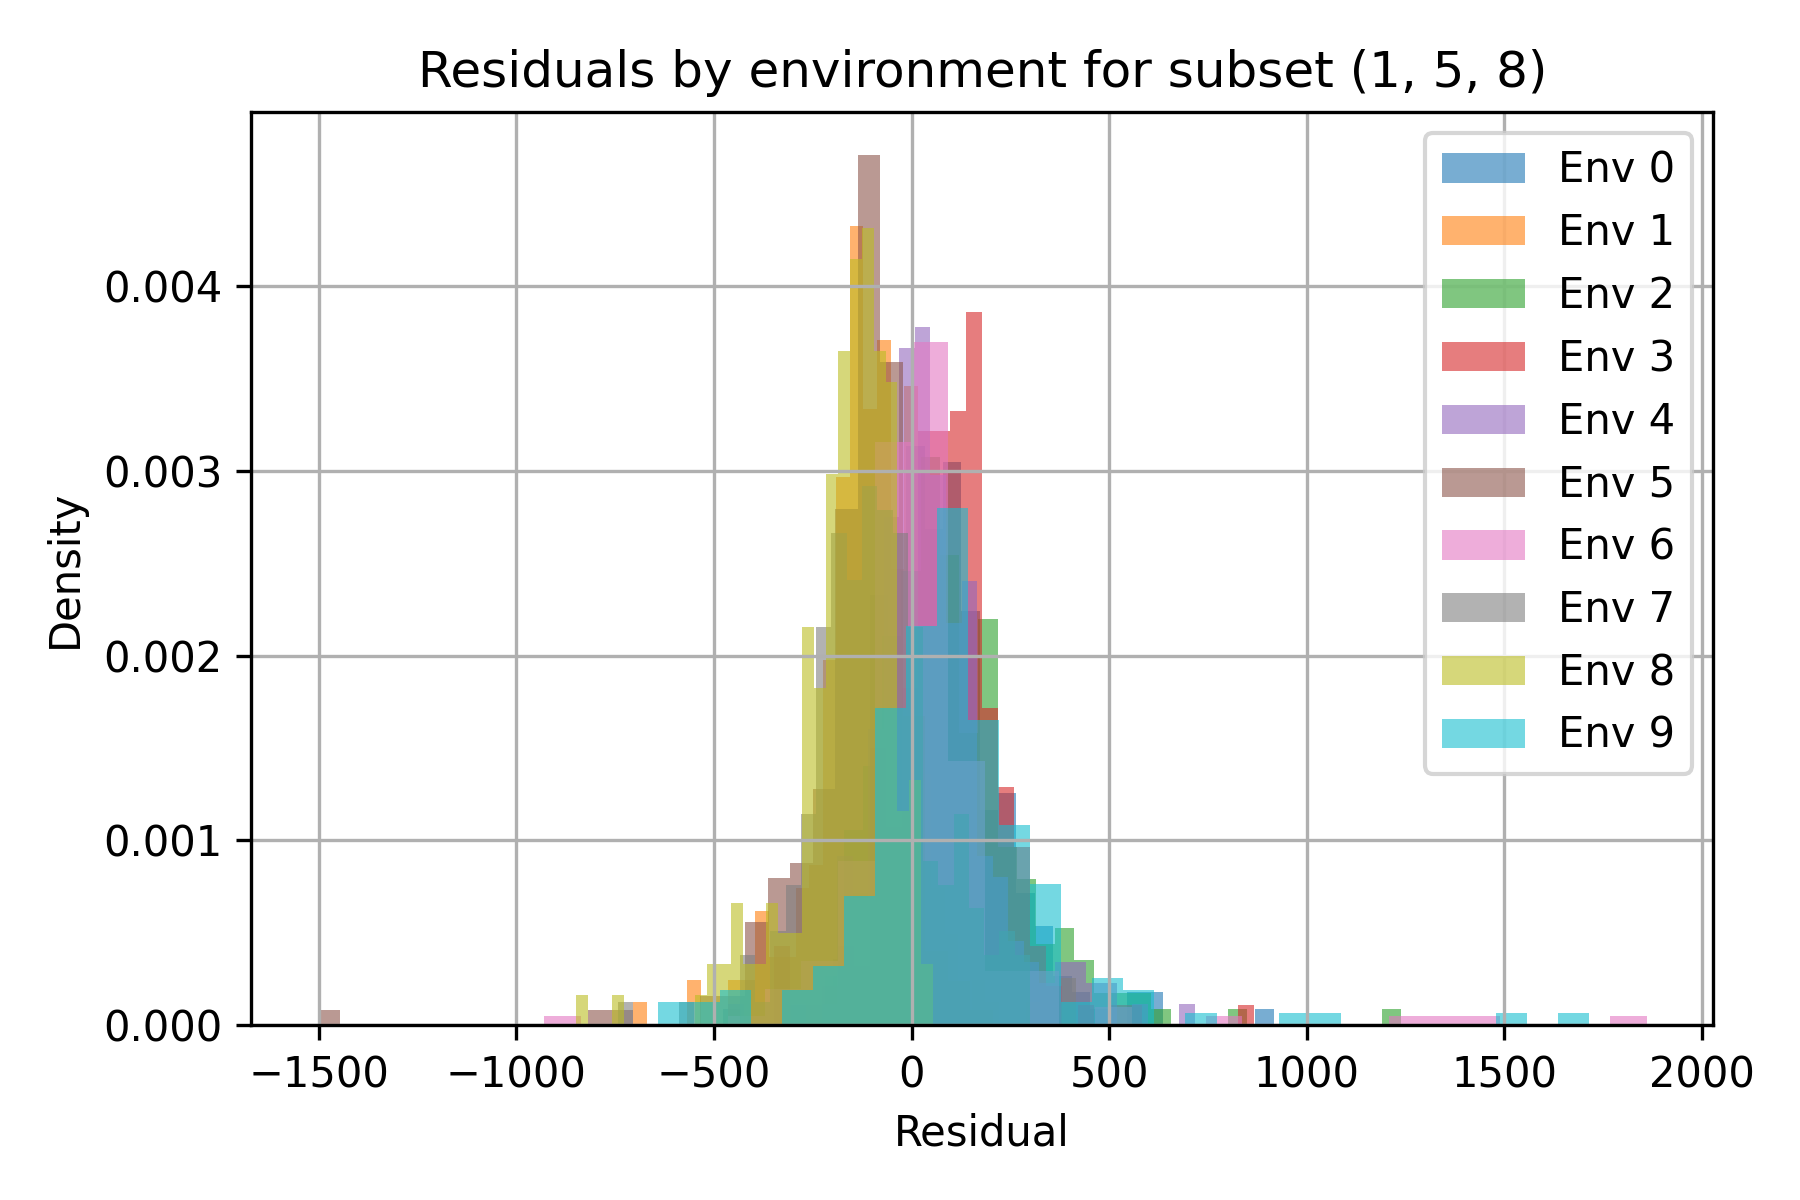 Residuals by environment for subset (1, 5, 8)
Density
0.004
0.003
0.002
0.001
0.000
−1500
−1000
−500
0
500
1000
1500
2000
Residual
Env 0
Env 1
Env 2
Env 3
Env 4
Env 5
Env 6
Env 7
Env 8
Env 9